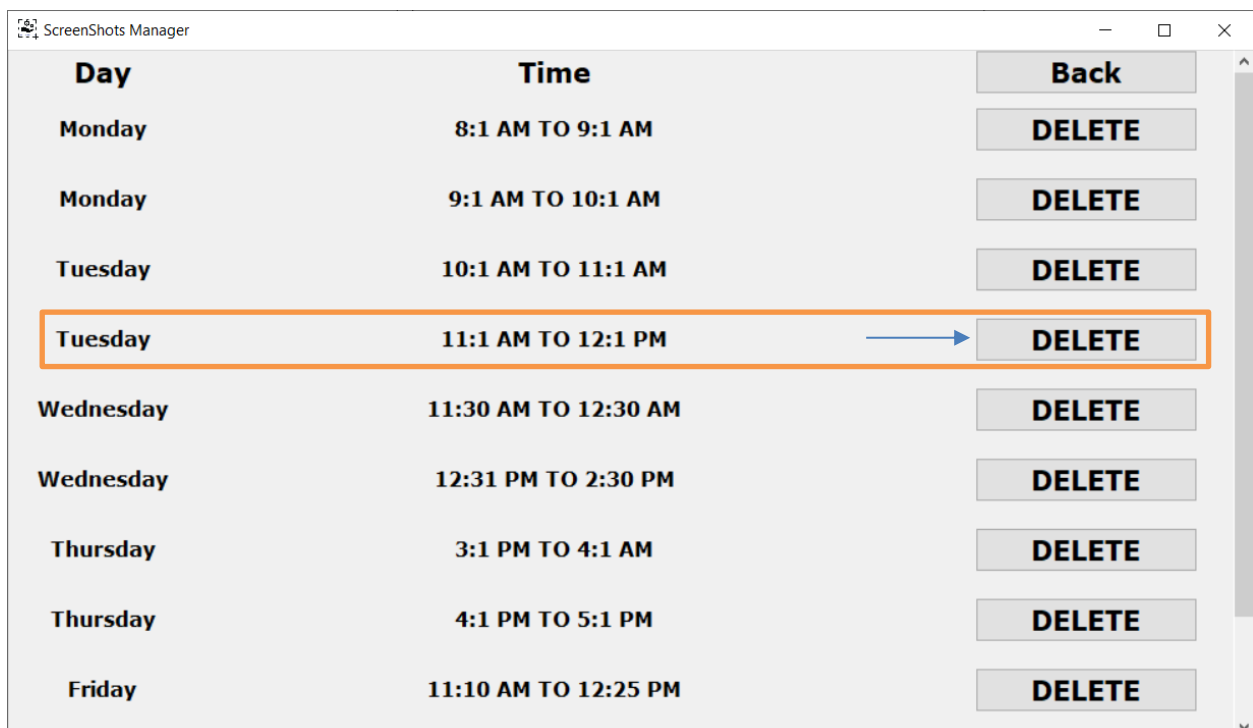 ScreenShots Manager
Day Time Back
Monday 8:1 AM TO 9:1 AM DELETE
Monday 9:1 AM TO 10:1 AM DELETE
Tuesday 10:1 AM TO 11:1 AM DELETE
Tuesday 11:1 AM TO 12:1 PM DELETE
Wednesday 11:30 AM TO 12:30 AM DELETE
Wednesday 12:31 PM TO 2:30 PM DELETE
Thursday 3:1 PM TO 4:1 AM DELETE
Thursday 4:1 PM TO 5:1 PM DELETE
Friday 11:10 AM TO 12:25 PM DELETE